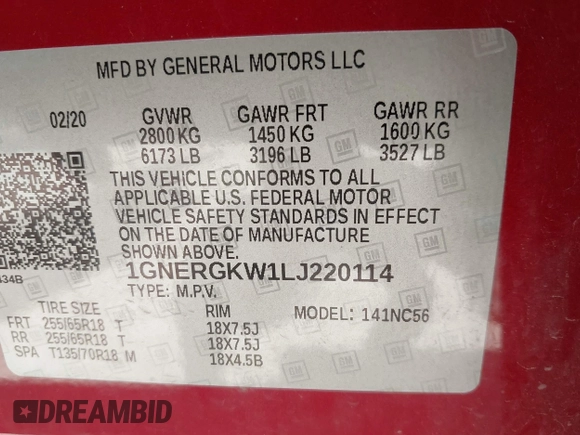 MFD BY GENERAL MOTORS LLC
02/20 GVWR GAWR FRT GAWR RR
2800 KG 1450 KG 1600 KG
6173 LB 3196 LB 3527 LB
THIS VEHICLE CONFORMS TO ALL
APPLICABLE U.S. FEDERAL MOTOR
VEHICLE SAFETY STANDARDS IN EFFECT
ON THE DATE OF MANUFACTURE
SHOWN ABOVE.
1GNERGKW1LJ220114
434B
TYPE: M.P.V. MODEL: 141NC56
TIRE SIZE RIM
FRT 255/65R18 T 18X7.5J
RR 255/65R18 T 18X7.5J
SPA T135/70R18 M 18X4.5B
GM
DREAMBID